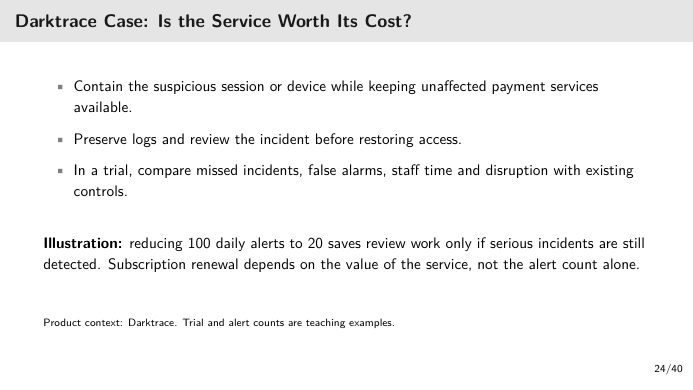 Darktrace Case: Is the Service Worth Its Cost?
Contain the suspicious session or device while keeping unaffected payment services
available.
Preserve logs and review the incident before restoring access.
In a trial, compare missed incidents, false alarms, staff time and disruption with existing
controls.
Illustration: reducing 100 daily alerts to 20 saves review work only if serious incidents are still
detected. Subscription renewal depends on the value of the service, not the alert count alone.
Product context: Darktrace. Trial and alert counts are teaching examples.
24/40